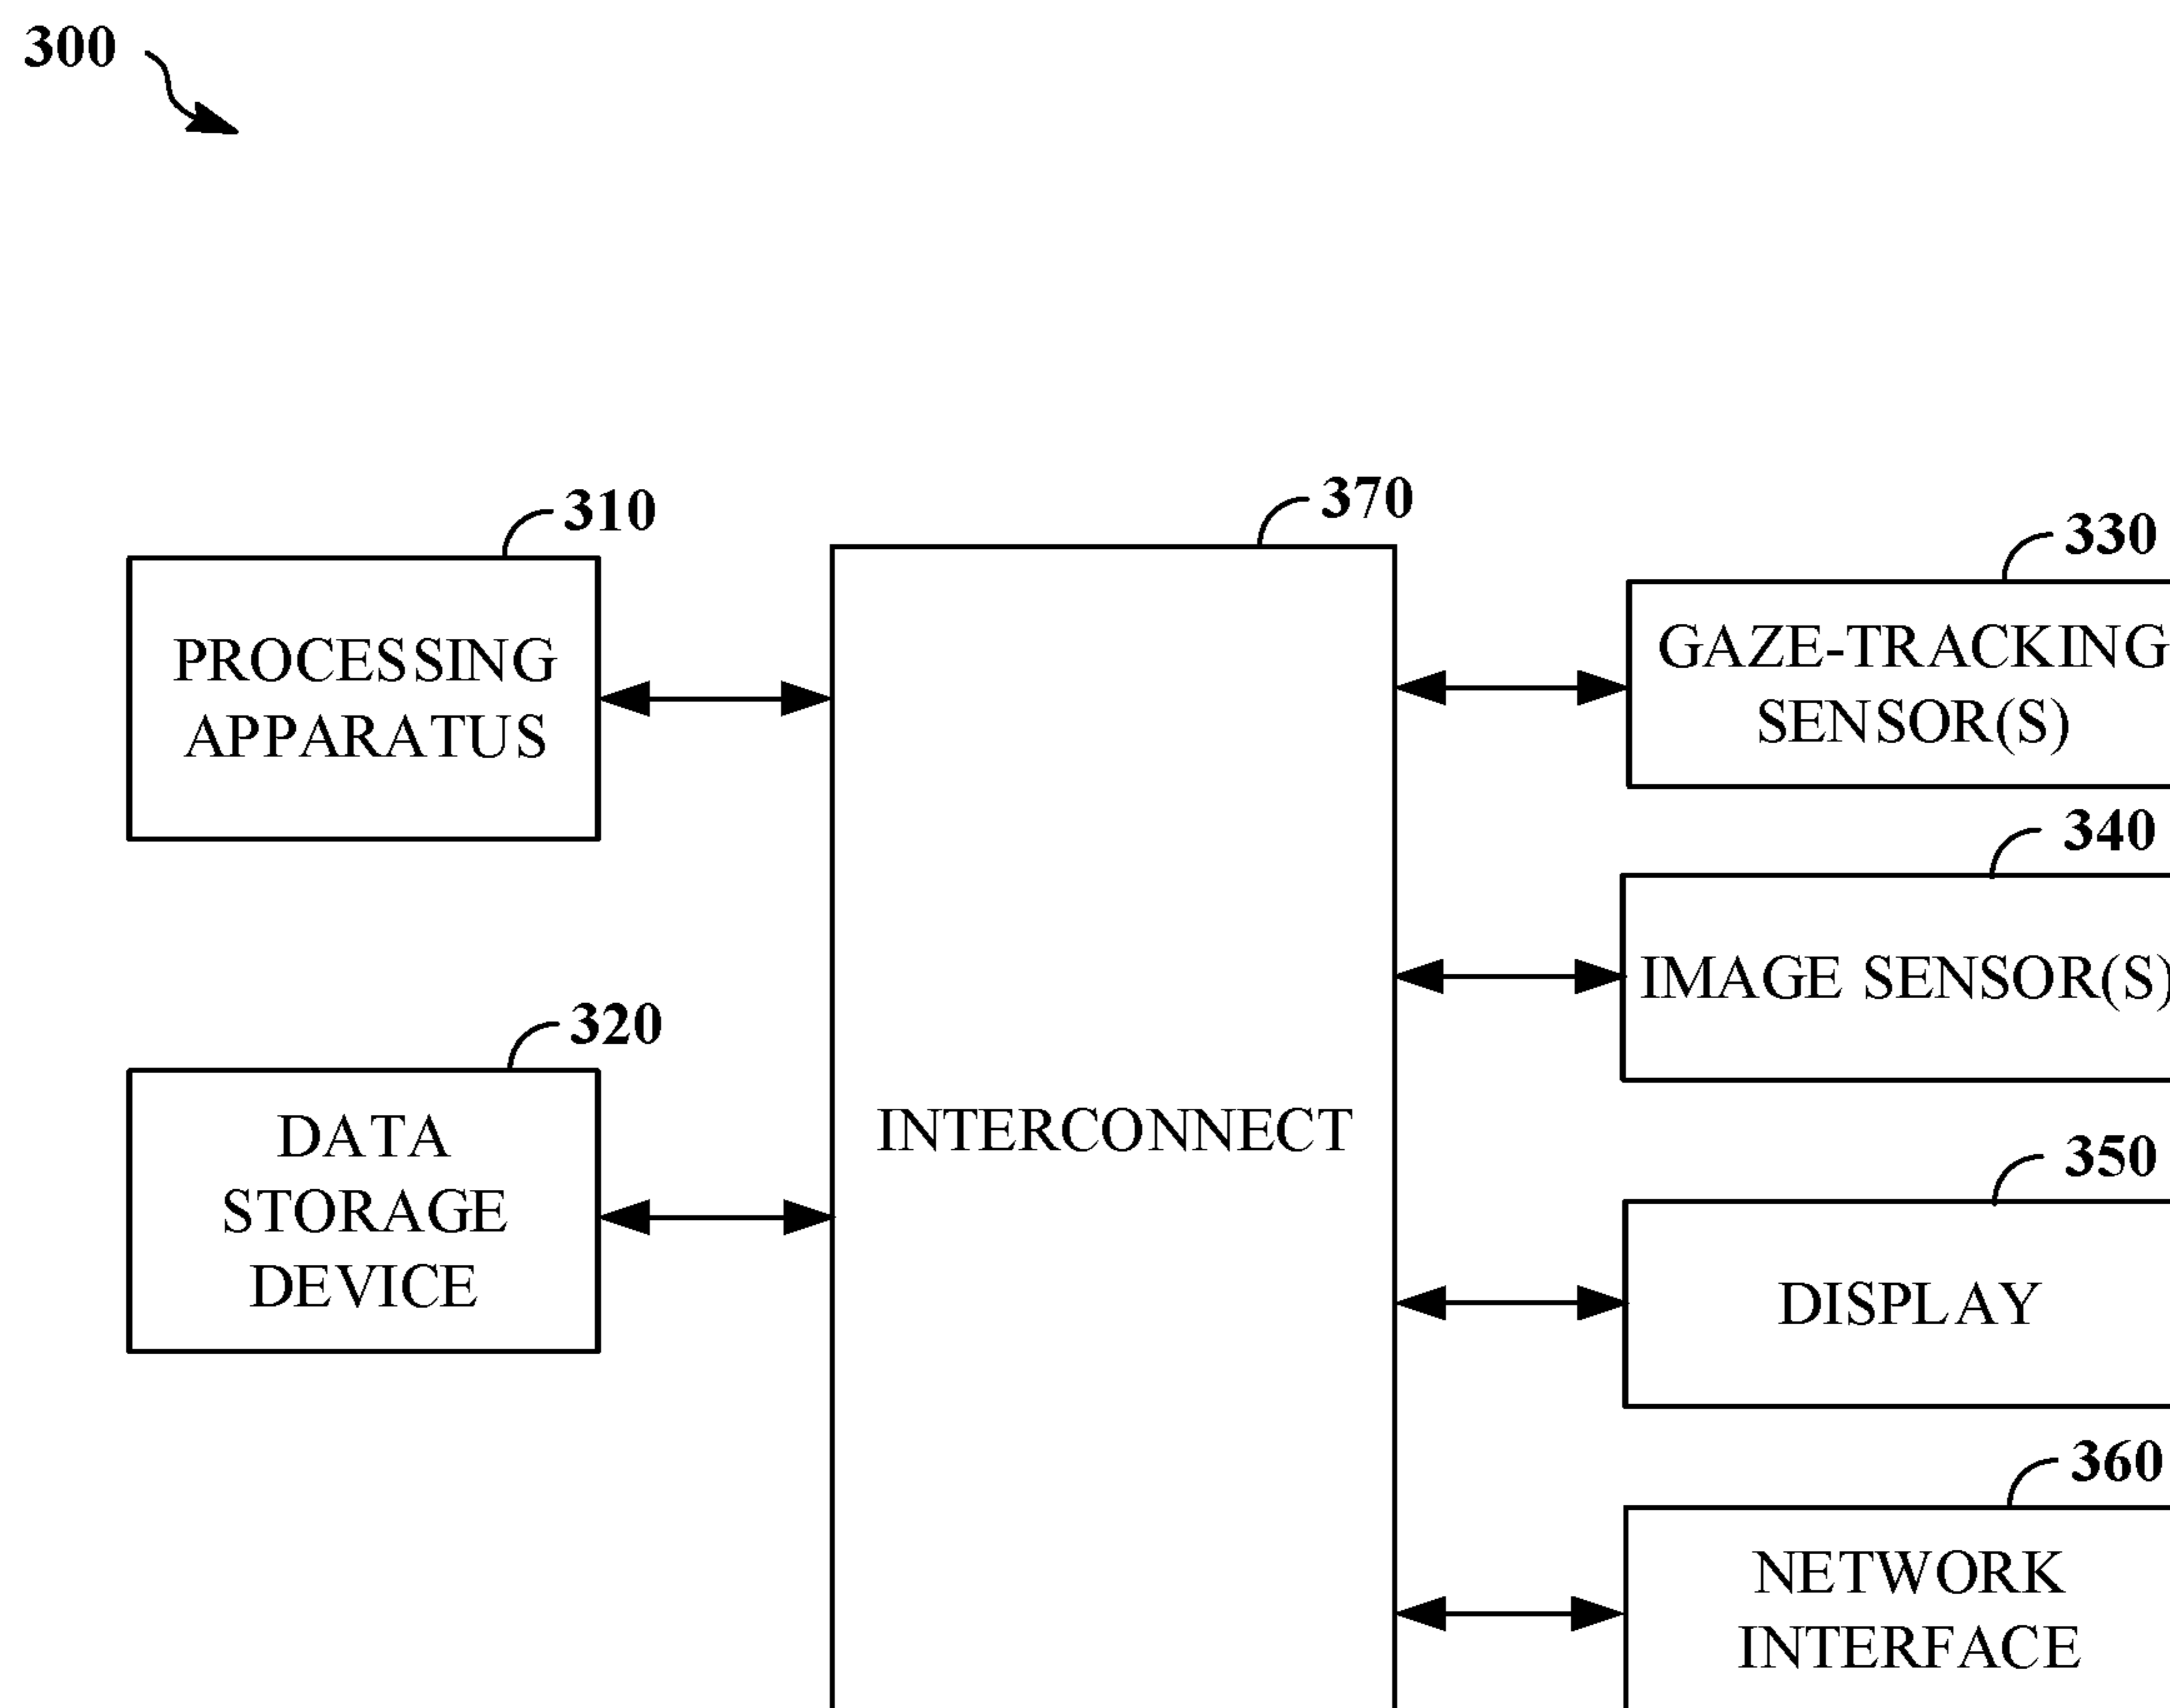 300
310
PROCESSING
APPARATUS
320
DATA
STORAGE
DEVICE
370
INTERCONNECT
330
GAZE-TRACKING
SENSOR(S)
340
IMAGE SENSOR(S)
350
DISPLAY
360
NETWORK
INTERFACE